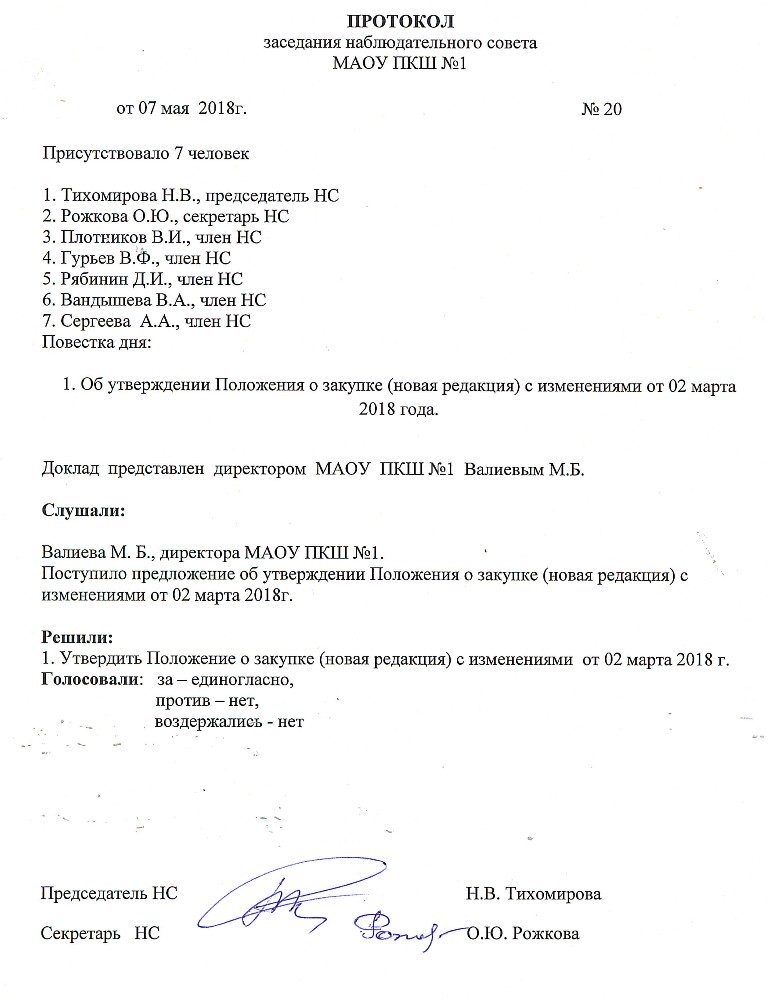 ПРОТОКОЛ
заседания наблюдательного совета
МАОУ ПКШ №1
от 07 мая 2018г. № 20
Присутствовало 7 человек
1. Тихомирова Н.В., председатель НС
2. Рожкова О.Ю., секретарь НС
3. Плотников В.И., член НС
4. Гурьев В.Ф., член НС
5. Рябинин Д.И., член НС
6. Вандышева В.А., член НС
7. Сергеева А.А., член НС
Повестка дня:
1. Об утверждении Положения о закупке (новая редакция) с изменениями от 02 марта
2018 года.
Доклад представлен директором МАОУ ПКШ №1 Валиевым М.Б.
Слушали:
Валиева М. Б., директора МАОУ ПКШ №1.
Поступило предложение об утверждении Положения о закупке (новая редакция) с
изменениями от 02 марта 2018г.
Решили:
1. Утвердить Положение о закупке (новая редакция) с изменениями от 02 марта 2018 г.
Голосовали: за – единогласно,
против – нет,
воздержались - нет
Председатель НС Н.В. Тихомирова
Секретарь НС О.Ю. Рожкова